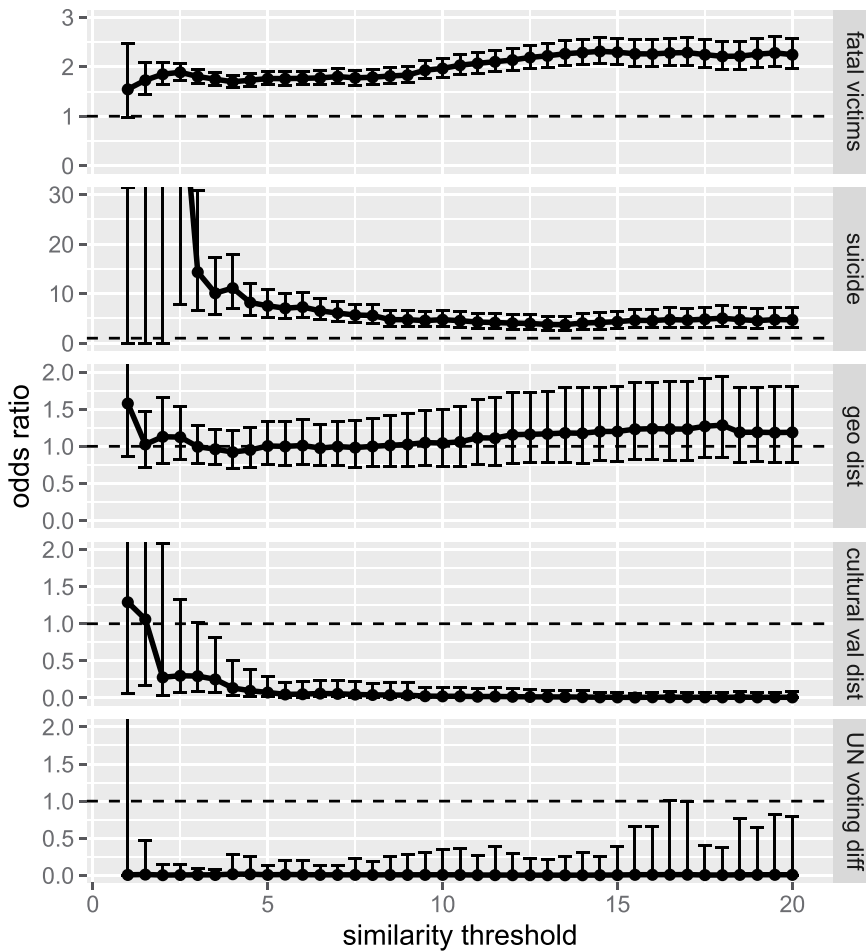 3
2
1
0
fatal victims
30
20
10
0
suicide
2.0
1.5
1.0
0.5
0.0
geo dist
2.0
1.5
1.0
0.5
0.0
cultural val dist
2.0
1.5
1.0
0.5
0.0
UN voting diff
odds ratio
0 5 10 15 20
similarity threshold